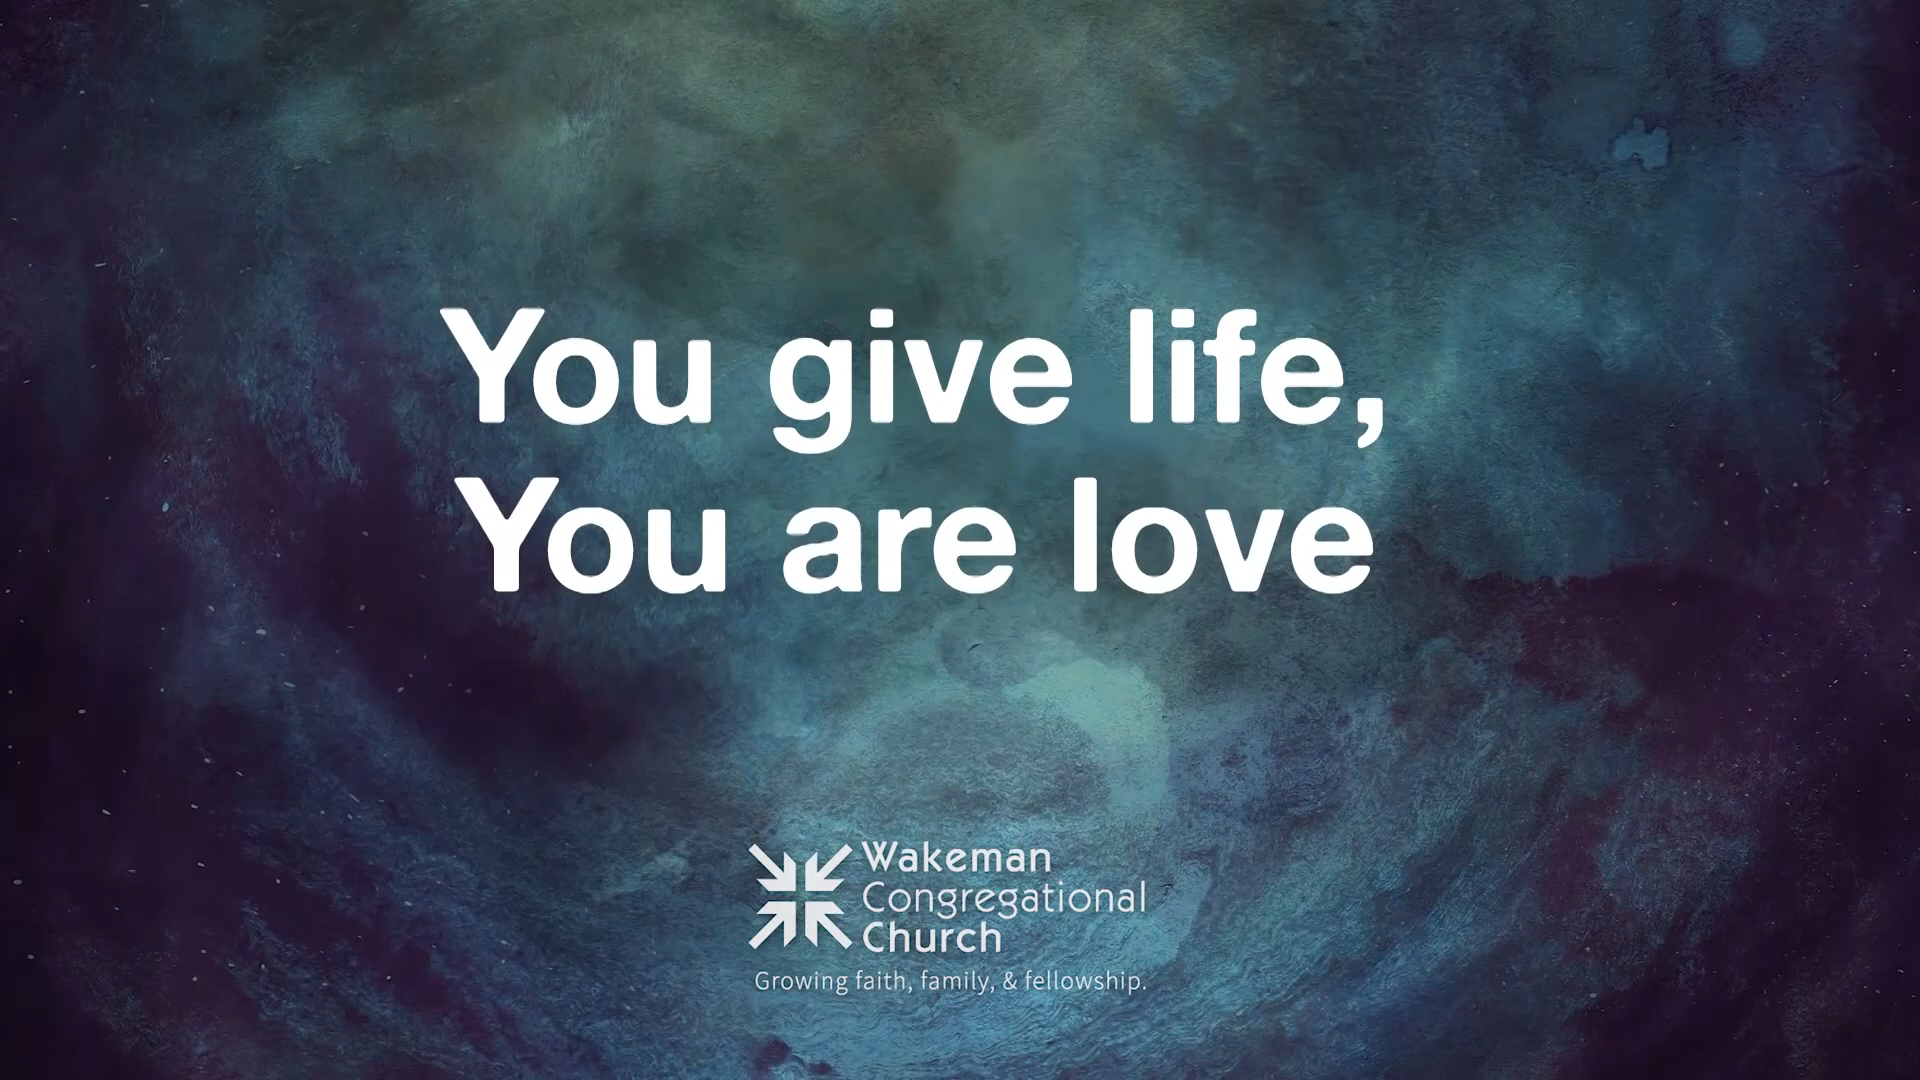 You give life,
You are love
Wakeman
Congregational
Church
Growing faith, family, & fellowship.